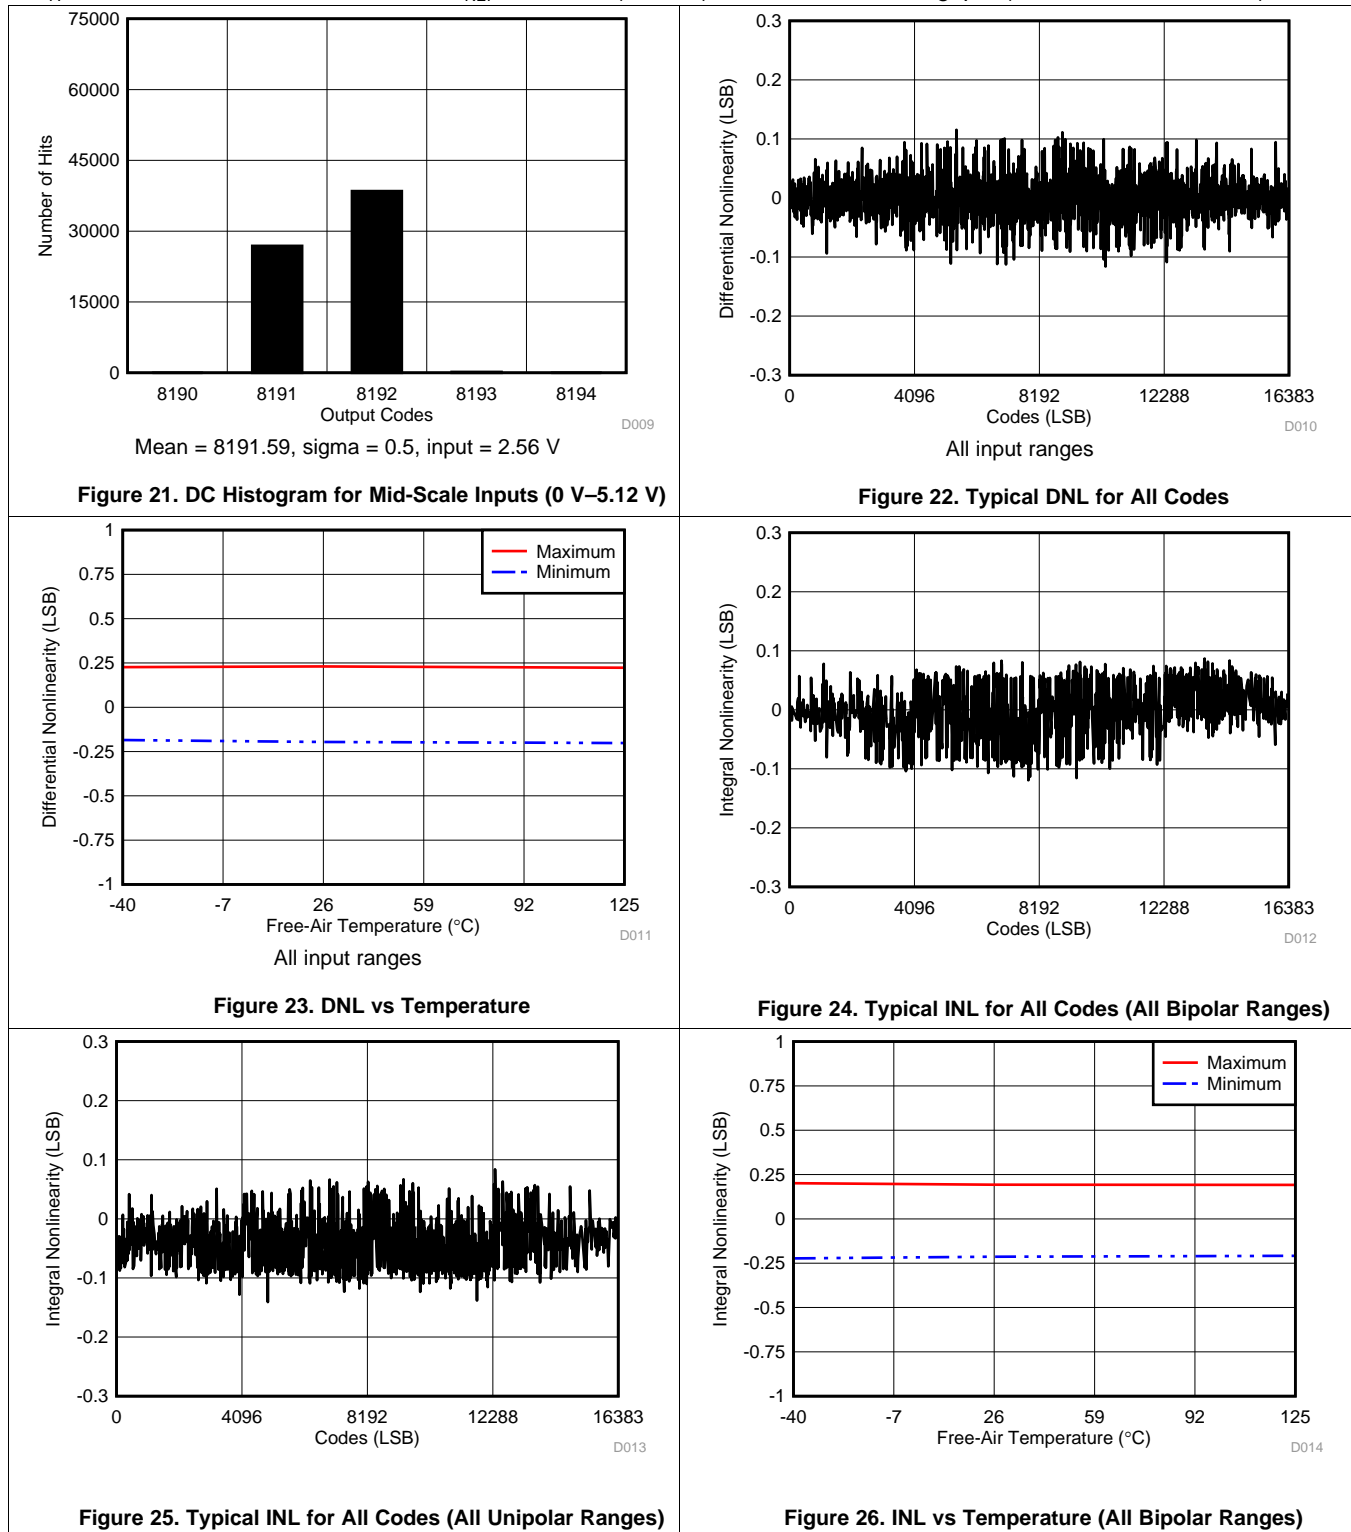 75000
60000
45000
30000
15000
0
Number of Hits
8190 8191 8192 8193 8194
Output Codes
D009
Mean = 8191.59, sigma = 0.5, input = 2.56 V
Figure 21. DC Histogram for Mid-Scale Inputs (0 V–5.12 V)
0.3
0.2
0.1
0
-0.1
-0.2
-0.3
Differential Nonlinearity (LSB)
0 4096 8192 12288 16383
Codes (LSB)
D010
All input ranges
Figure 22. Typical DNL for All Codes
1
0.75
0.5
0.25
0
-0.25
-0.5
-0.75
-1
Differential Nonlinearity (LSB)
Maximum
Minimum
-40 -7 26 59 92 125
Free-Air Temperature (°C)
D011
All input ranges
Figure 23. DNL vs Temperature
0.3
0.2
0.1
0
-0.1
-0.2
-0.3
Integral Nonlinearity (LSB)
0 4096 8192 12288 16383
Codes (LSB)
D012
Figure 24. Typical INL for All Codes (All Bipolar Ranges)
0.3
0.2
0.1
0
-0.1
-0.2
-0.3
Integral Nonlinearity (LSB)
0 4096 8192 12288 16383
Codes (LSB)
D013
Figure 25. Typical INL for All Codes (All Unipolar Ranges)
1
0.75
0.5
0.25
0
-0.25
-0.5
-0.75
-1
Integral Nonlinearity (LSB)
Maximum
Minimum
-40 -7 26 59 92 125
Free-Air Temperature (°C)
D014
Figure 26. INL vs Temperature (All Bipolar Ranges)